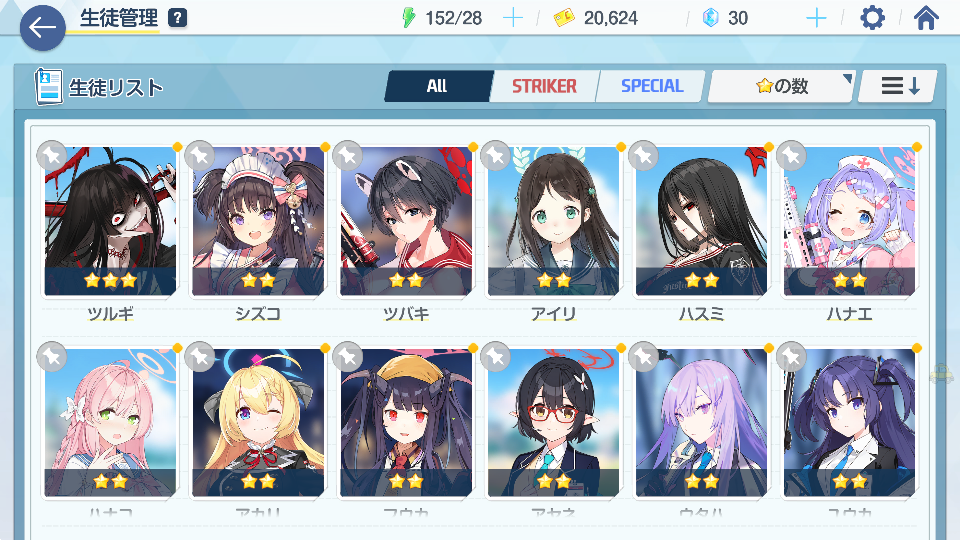 生徒管理 ? 152/28 20,624 30
生徒リスト All STRIKER SPECIAL の数
ツルギ シズコ ツバキ アイリ ハスミ ハナエ
ハナコ アカリ フウカ アヤネ ウタハ ユウカ